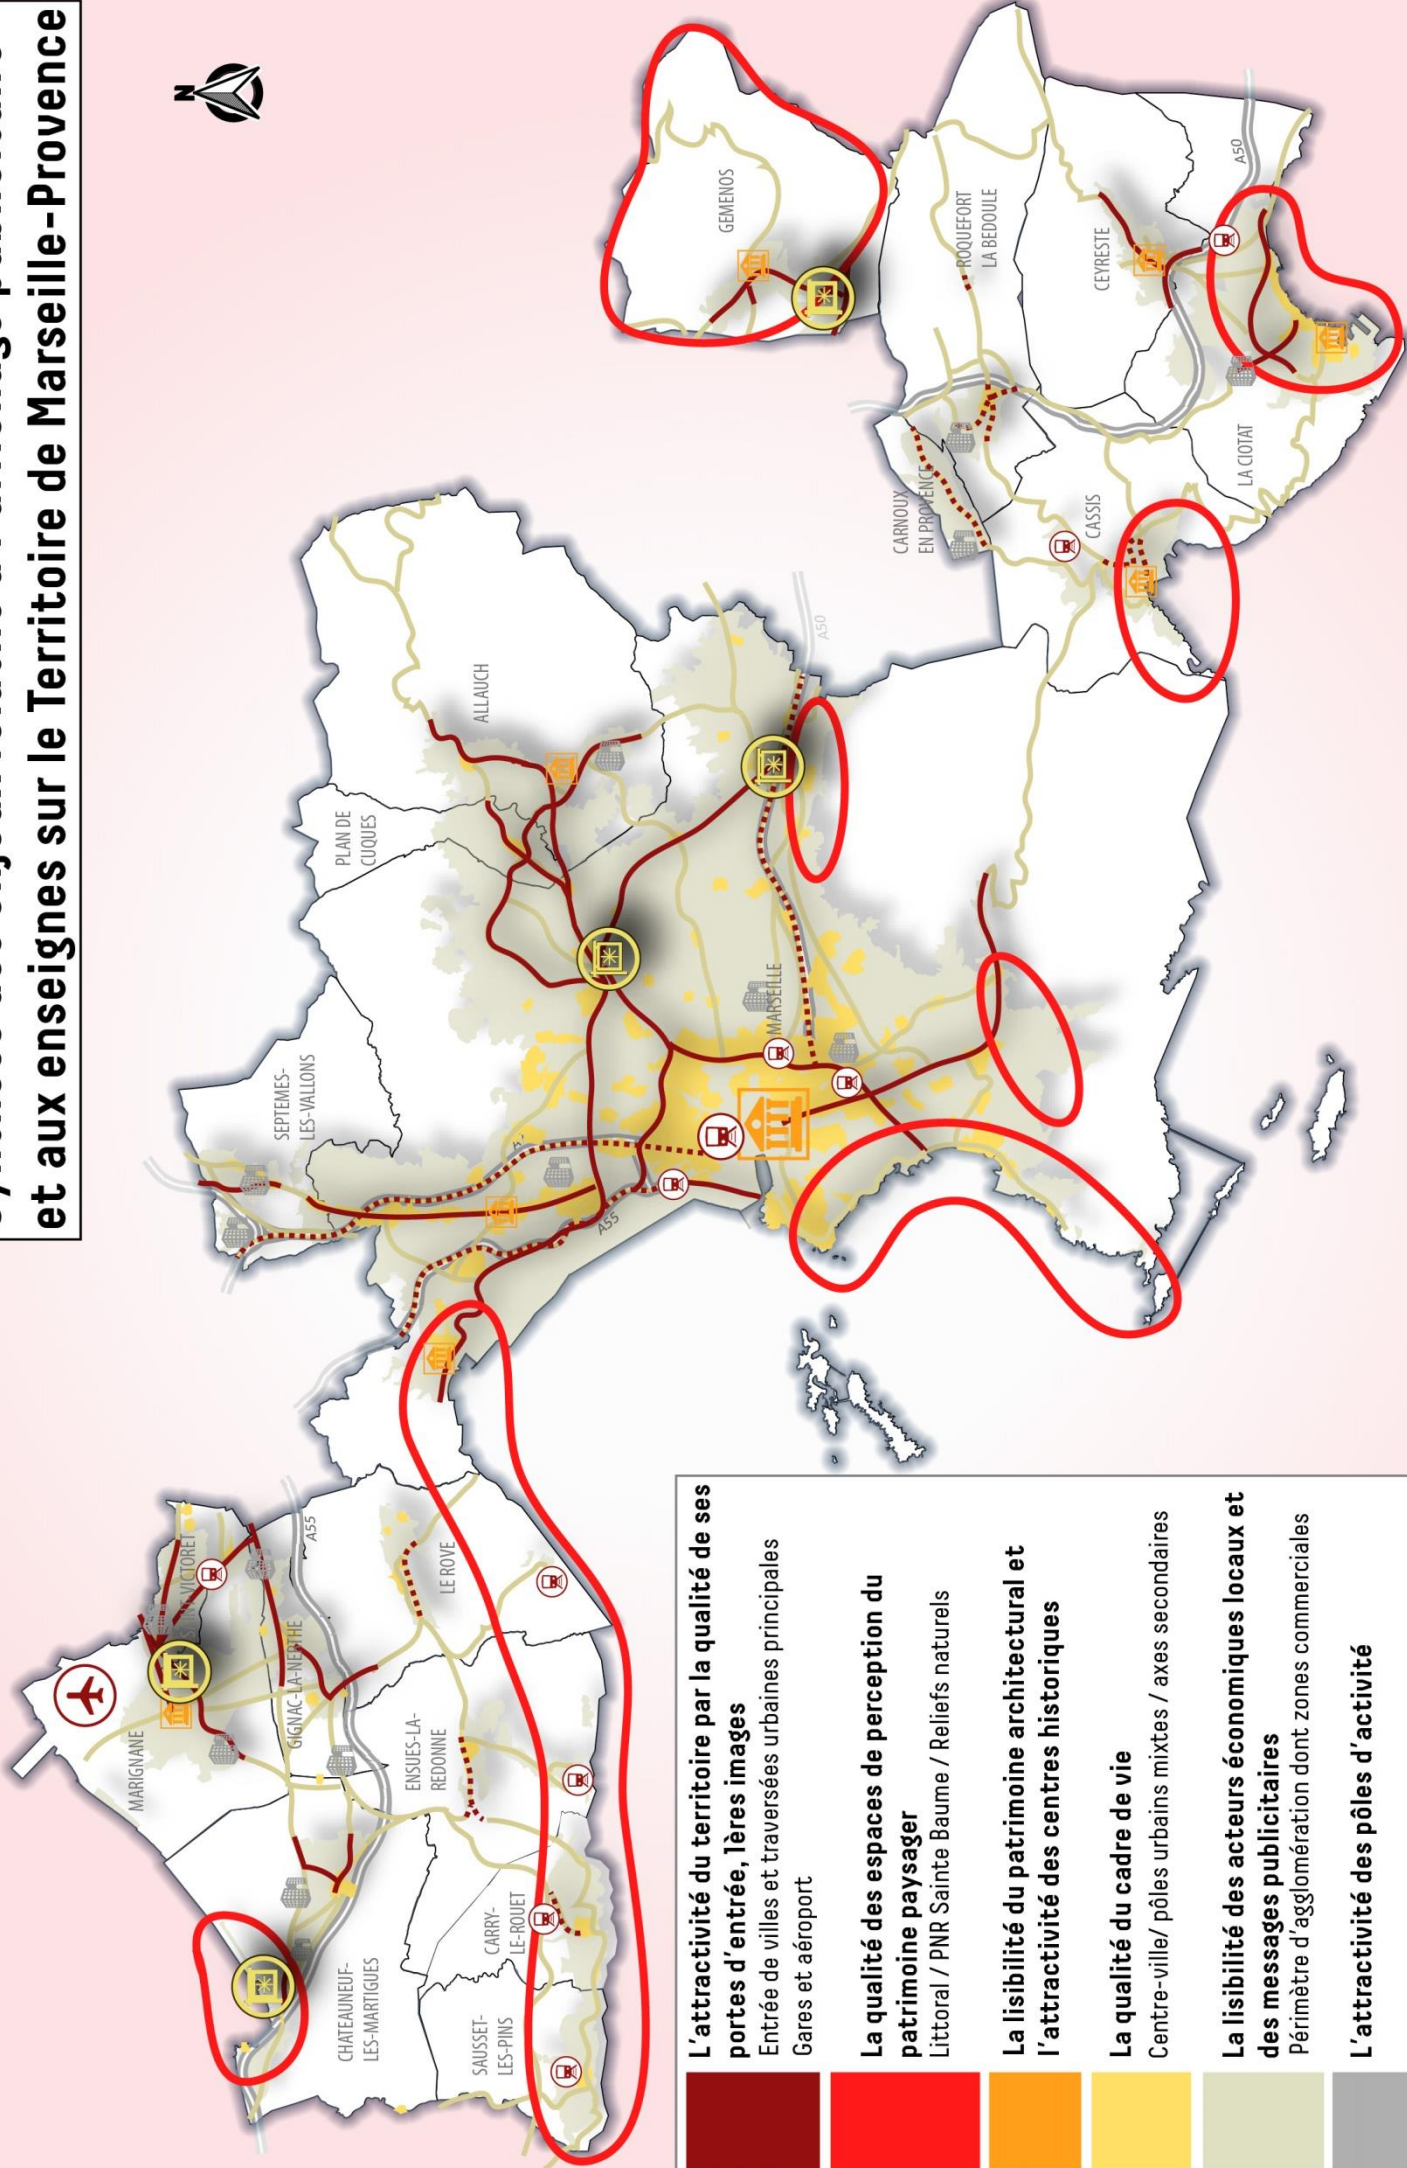 et aux enseignes sur le Territoire de Marseille-Provence
N
MARIGNANE
SAINT-VICTORET
GIGNAC-LA-NERTHE
A55
CHATEAUNEUF-
LES-MARTIGUES
ENSUES-LA-
REDONNE
LE ROVE
CARRY-
LE-ROUET
SAUSSET-
LES-PINS
SEPTEMES-
LES-VALLONS
PLAN DE
CUQUES
ALLAUCH
A55
MARSEILLE
A50
GEMENOS
CARNOUX
EN PROVENCE
ROQUEFORT
LA BEDOULE
CASSIS
CEYRESTE
LA CIOTAT
A50
L'attractivité du territoire par la qualité de ses
portes d'entrée, 1ères images
Entrée de villes et traversées urbaines principales
Gares et aéroport
La qualité des espaces de perception du
patrimoine paysager
Littoral / PNR Sainte Baume / Reliefs naturels
La lisibilité du patrimoine architectural et
l'attractivité des centres historiques
La qualité du cadre de vie
Centre-ville/ pôles urbains mixtes / axes secondaires
La lisibilité des acteurs économiques locaux et
des messages publicitaires
Périmètre d'agglomération dont zones commerciales
L'attractivité des pôles d'activité